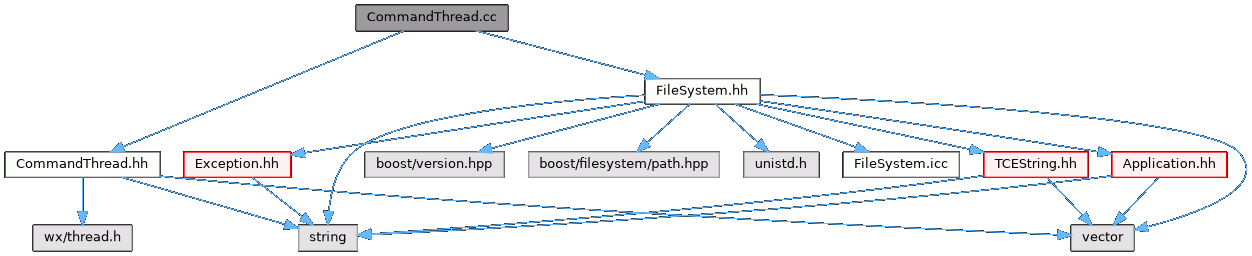 CommandThread.cc
FileSystem.hh
CommandThread.hh
Exception.hh
boost/version.hpp
boost/filesystem/path.hpp
unistd.h
FileSystem.icc
TCEString.hh
Application.hh
wx/thread.h
string
vector